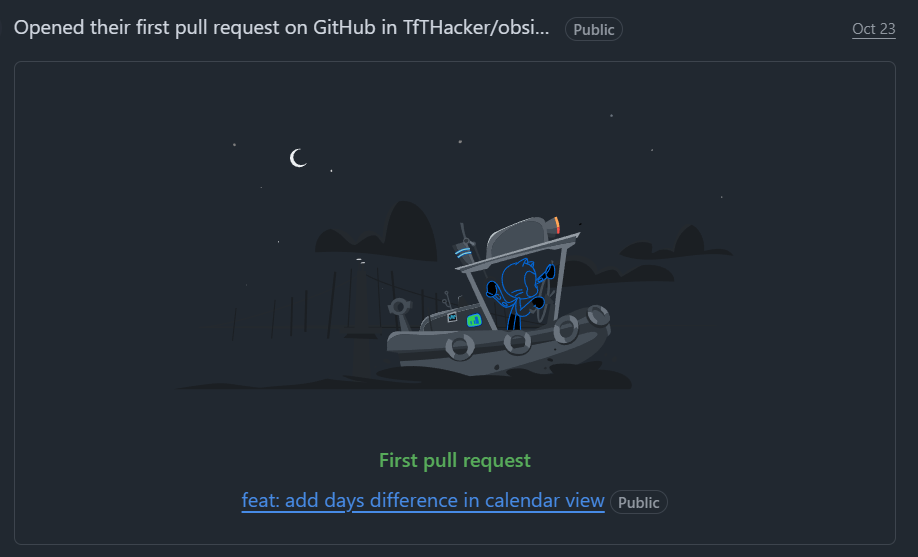 Opened their first pull request on GitHub in TfTHacker/obsi...
Public
Oct 23
First pull request
feat: add days difference in calendar view
Public